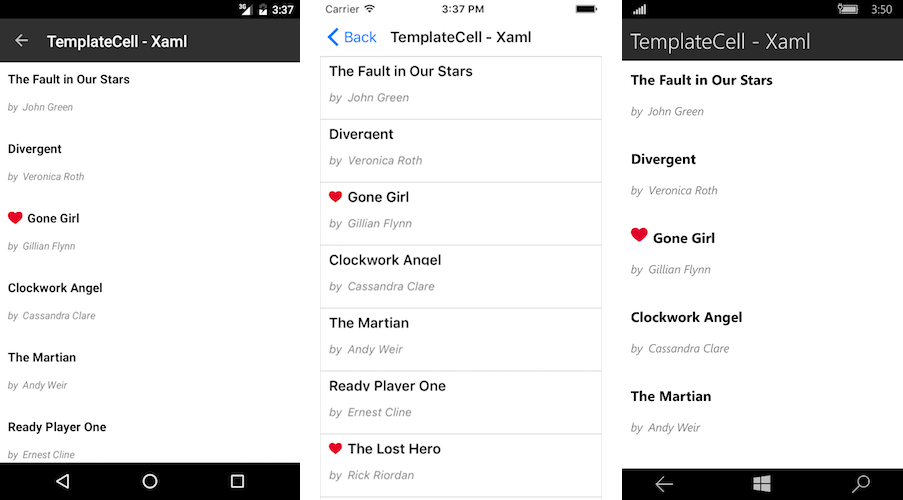 3G 3:37
TemplateCell - Xaml
The Fault in Our Stars
by John Green
Divergent
by Veronica Roth
Gone Girl
by Gillian Flynn
Clockwork Angel
by Cassandra Clare
The Martian
by Andy Weir
Ready Player One
by Ernest Cline
Carrier 3:37 PM
Back TemplateCell - Xaml
The Fault in Our Stars
by John Green
Divergent
by Veronica Roth
Gone Girl
by Gillian Flynn
Clockwork Angel
by Cassandra Clare
The Martian
by Andy Weir
Ready Player One
by Ernest Cline
The Lost Hero
by Rick Riordan
3:50
TemplateCell - Xaml
The Fault in Our Stars
by John Green
Divergent
by Veronica Roth
Gone Girl
by Gillian Flynn
Clockwork Angel
by Cassandra Clare
The Martian
by Andy Weir